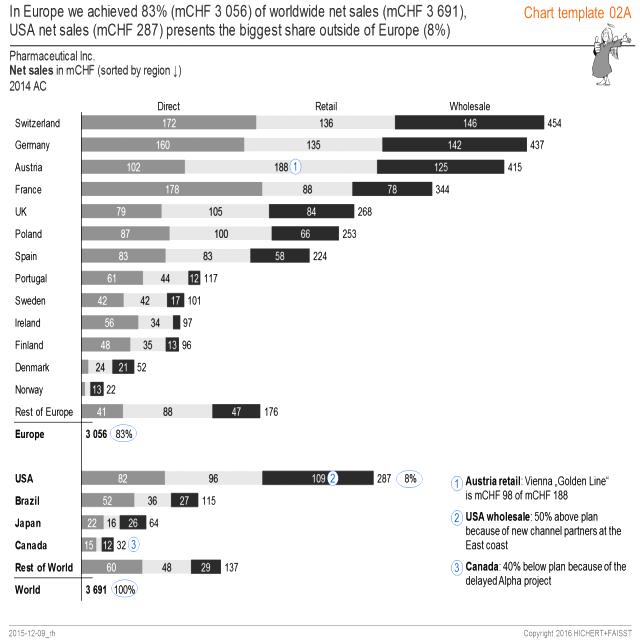 In Europe we achieved 83% (mCHF 3 056) of worldwide net sales (mCHF 3 691),
USA net sales (mCHF 287) presents the biggest share outside of Europe (8%)
Chart template 02A
Pharmaceutical Inc.
Net sales in mCHF (sorted by region ↓)
2014 AC
Direct Retail Wholesale
Switzerland 172 136 146 454
Germany 160 135 142 437
Austria 102 188 1 125 415
France 178 88 78 344
UK 79 105 84 268
Poland 87 100 66 253
Spain 83 83 58 224
Portugal 61 44 12 117
Sweden 42 42 17 101
Ireland 56 34 97
Finland 48 35 13 96
Denmark 24 21 52
Norway 13 22
Rest of Europe 41 88 47 176
Europe 3 056 83%
USA 82 96 109 2 287 8%
Brazil 52 36 27 115
Japan 22 16 26 64
Canada 15 12 32 3
Rest of World 60 48 29 137
World 3 691 100%
1 Austria retail: Vienna „Golden Line“
is mCHF 98 of mCHF 188
2 USA wholesale: 50% above plan
because of new channel partners at the
East coast
3 Canada: 40% below plan because of the
delayed Alpha project
2015-12-09_rh
Copyright 2016 HICHERT+FAISST